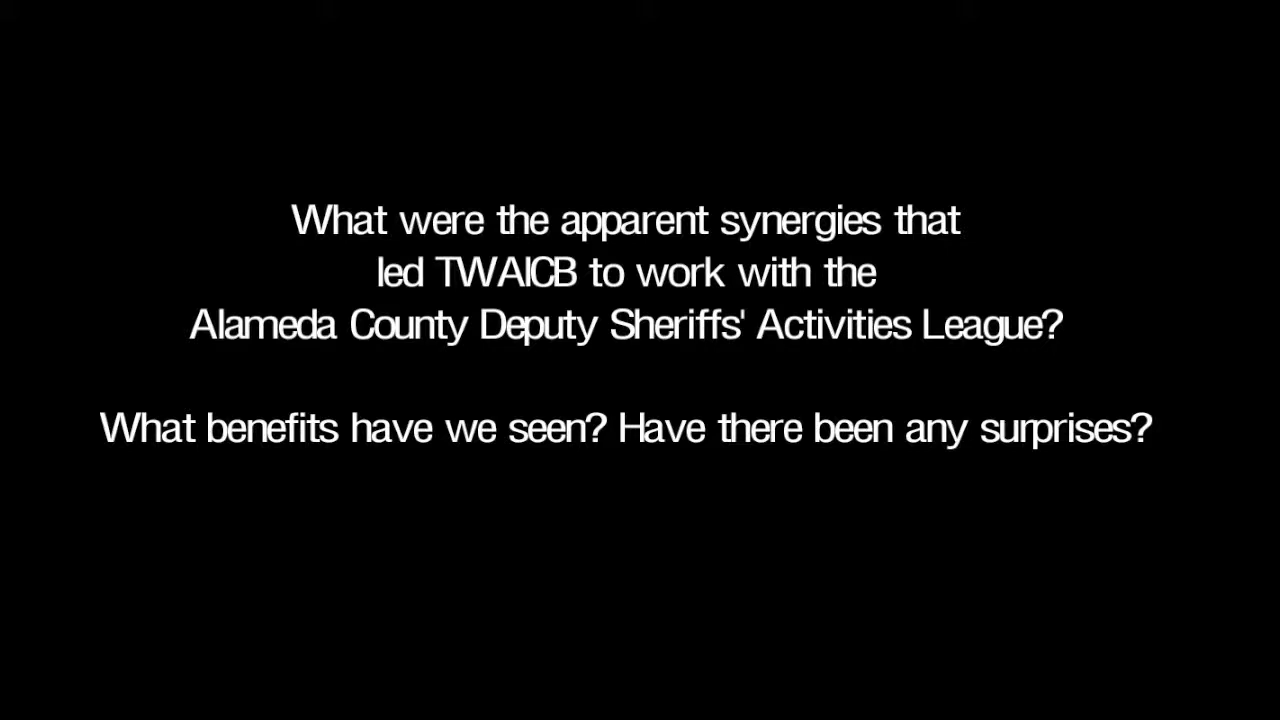 What were the apparent synergies that
led TWAICB to work with the
Alameda County Deputy Sheriffs' Activities League?
What benefits have we seen? Have there been any surprises?